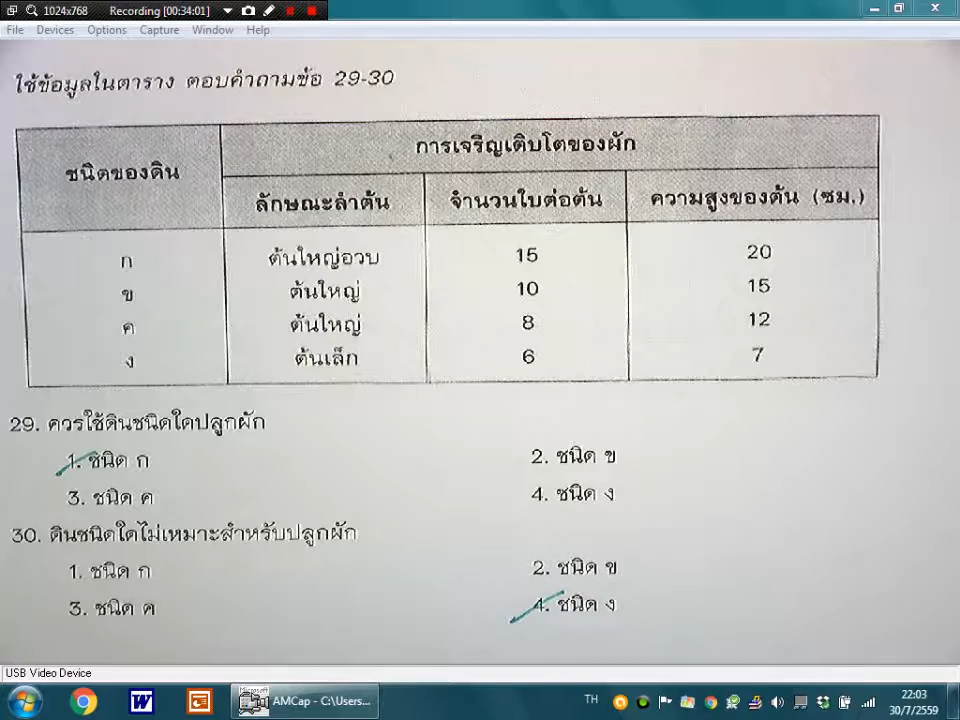 1024x768 Recording [00:34:01]
File Devices Options Capture Window Help
ใช้ข้อมูลในตาราง ตอบคำถามข้อ 29-30
ชนิดของดิน การเจริญเติบโตของผัก
ลักษณะลำต้น จำนวนใบต่อต้น ความสูงของต้น (ซม.)
ก ต้นใหญ่อวบ 15 20
ข ต้นใหญ่ 10 15
ค ต้นใหญ่ 8 12
ง ต้นเล็ก 6 7
29. ควรใช้ดินชนิดใดปลูกผัก
1. ชนิด ก 2. ชนิด ข
3. ชนิด ค 4. ชนิด ง
30. ดินชนิดใดไม่เหมาะสำหรับปลูกผัก
1. ชนิด ก 2. ชนิด ข
3. ชนิด ค 4. ชนิด ง
USB Video Device
Microsoft
AMCap - C:\Users... TH 22:03
30/7/2559